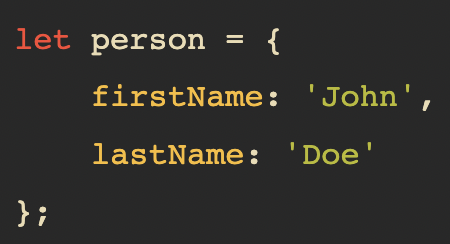 let person = {
    firstName: 'John',
    lastName: 'Doe'
};